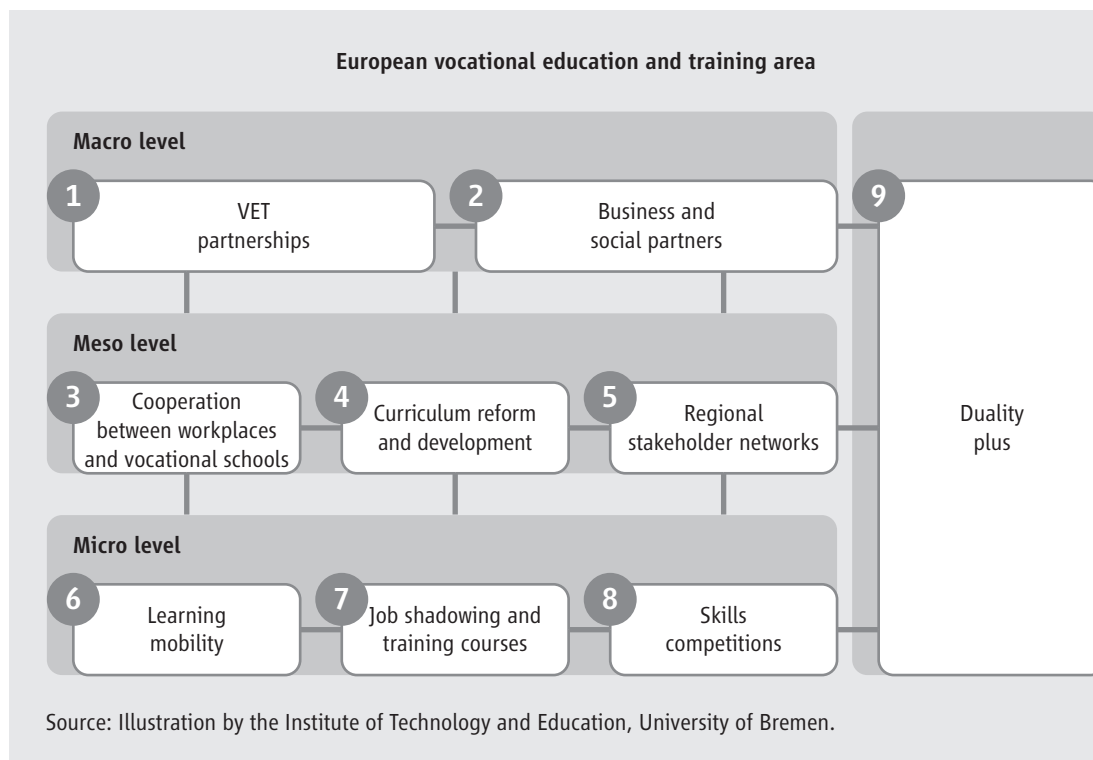 European vocational education and training area
Macro level
1
VET
partnerships
2
Business and
social partners
9
Duality
plus
Meso level
3
Cooperation
between workplaces
and vocational schools
4
Curriculum reform
and development
5
Regional
stakeholder networks
Micro level
6
Learning
mobility
7
Job shadowing and
training courses
8
Skills
competitions
Source: Illustration by the Institute of Technology and Education, University of Bremen.